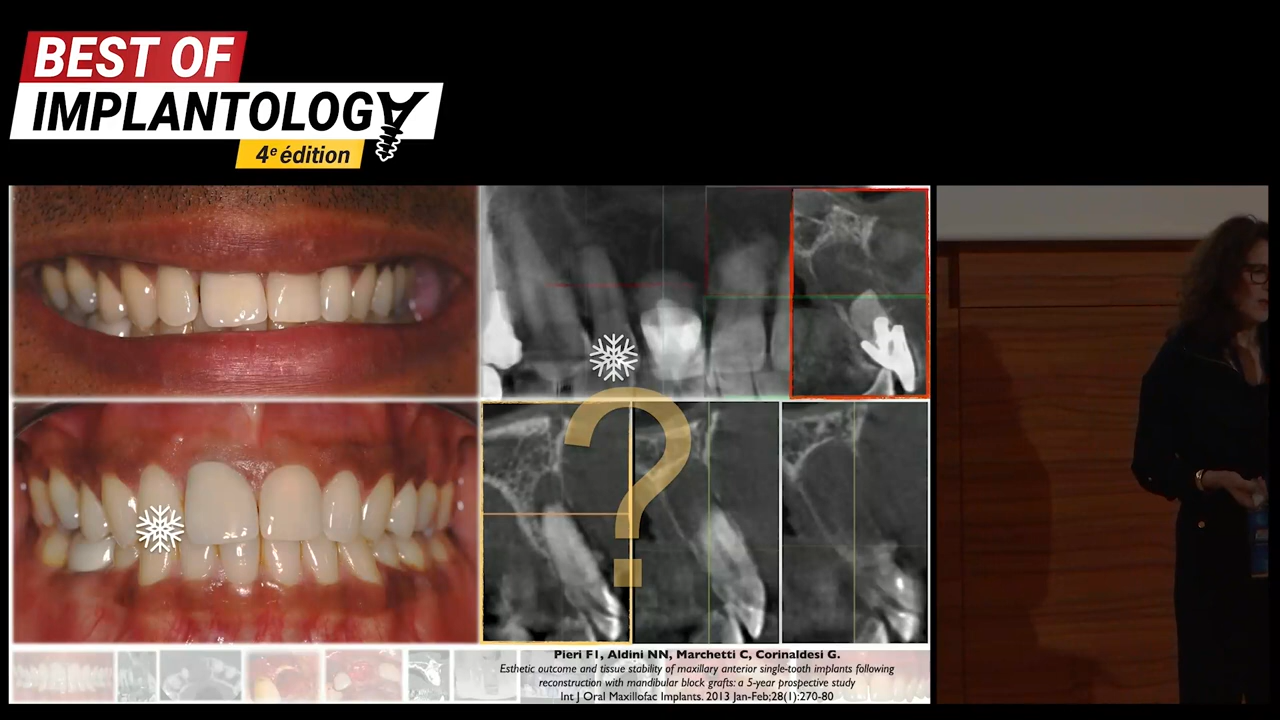 BEST OF
IMPLANTOLOGY
4e édition
?
Pieri F1, Aldini NN, Marchetti C, Corinaldesi G.
Esthetic outcome and tissue stability of maxillary anterior single-tooth implants following
reconstruction with mandibular block grafts: a 5-year prospective study
Int J Oral Maxillofac Implants. 2013 Jan-Feb;28(1):270-80